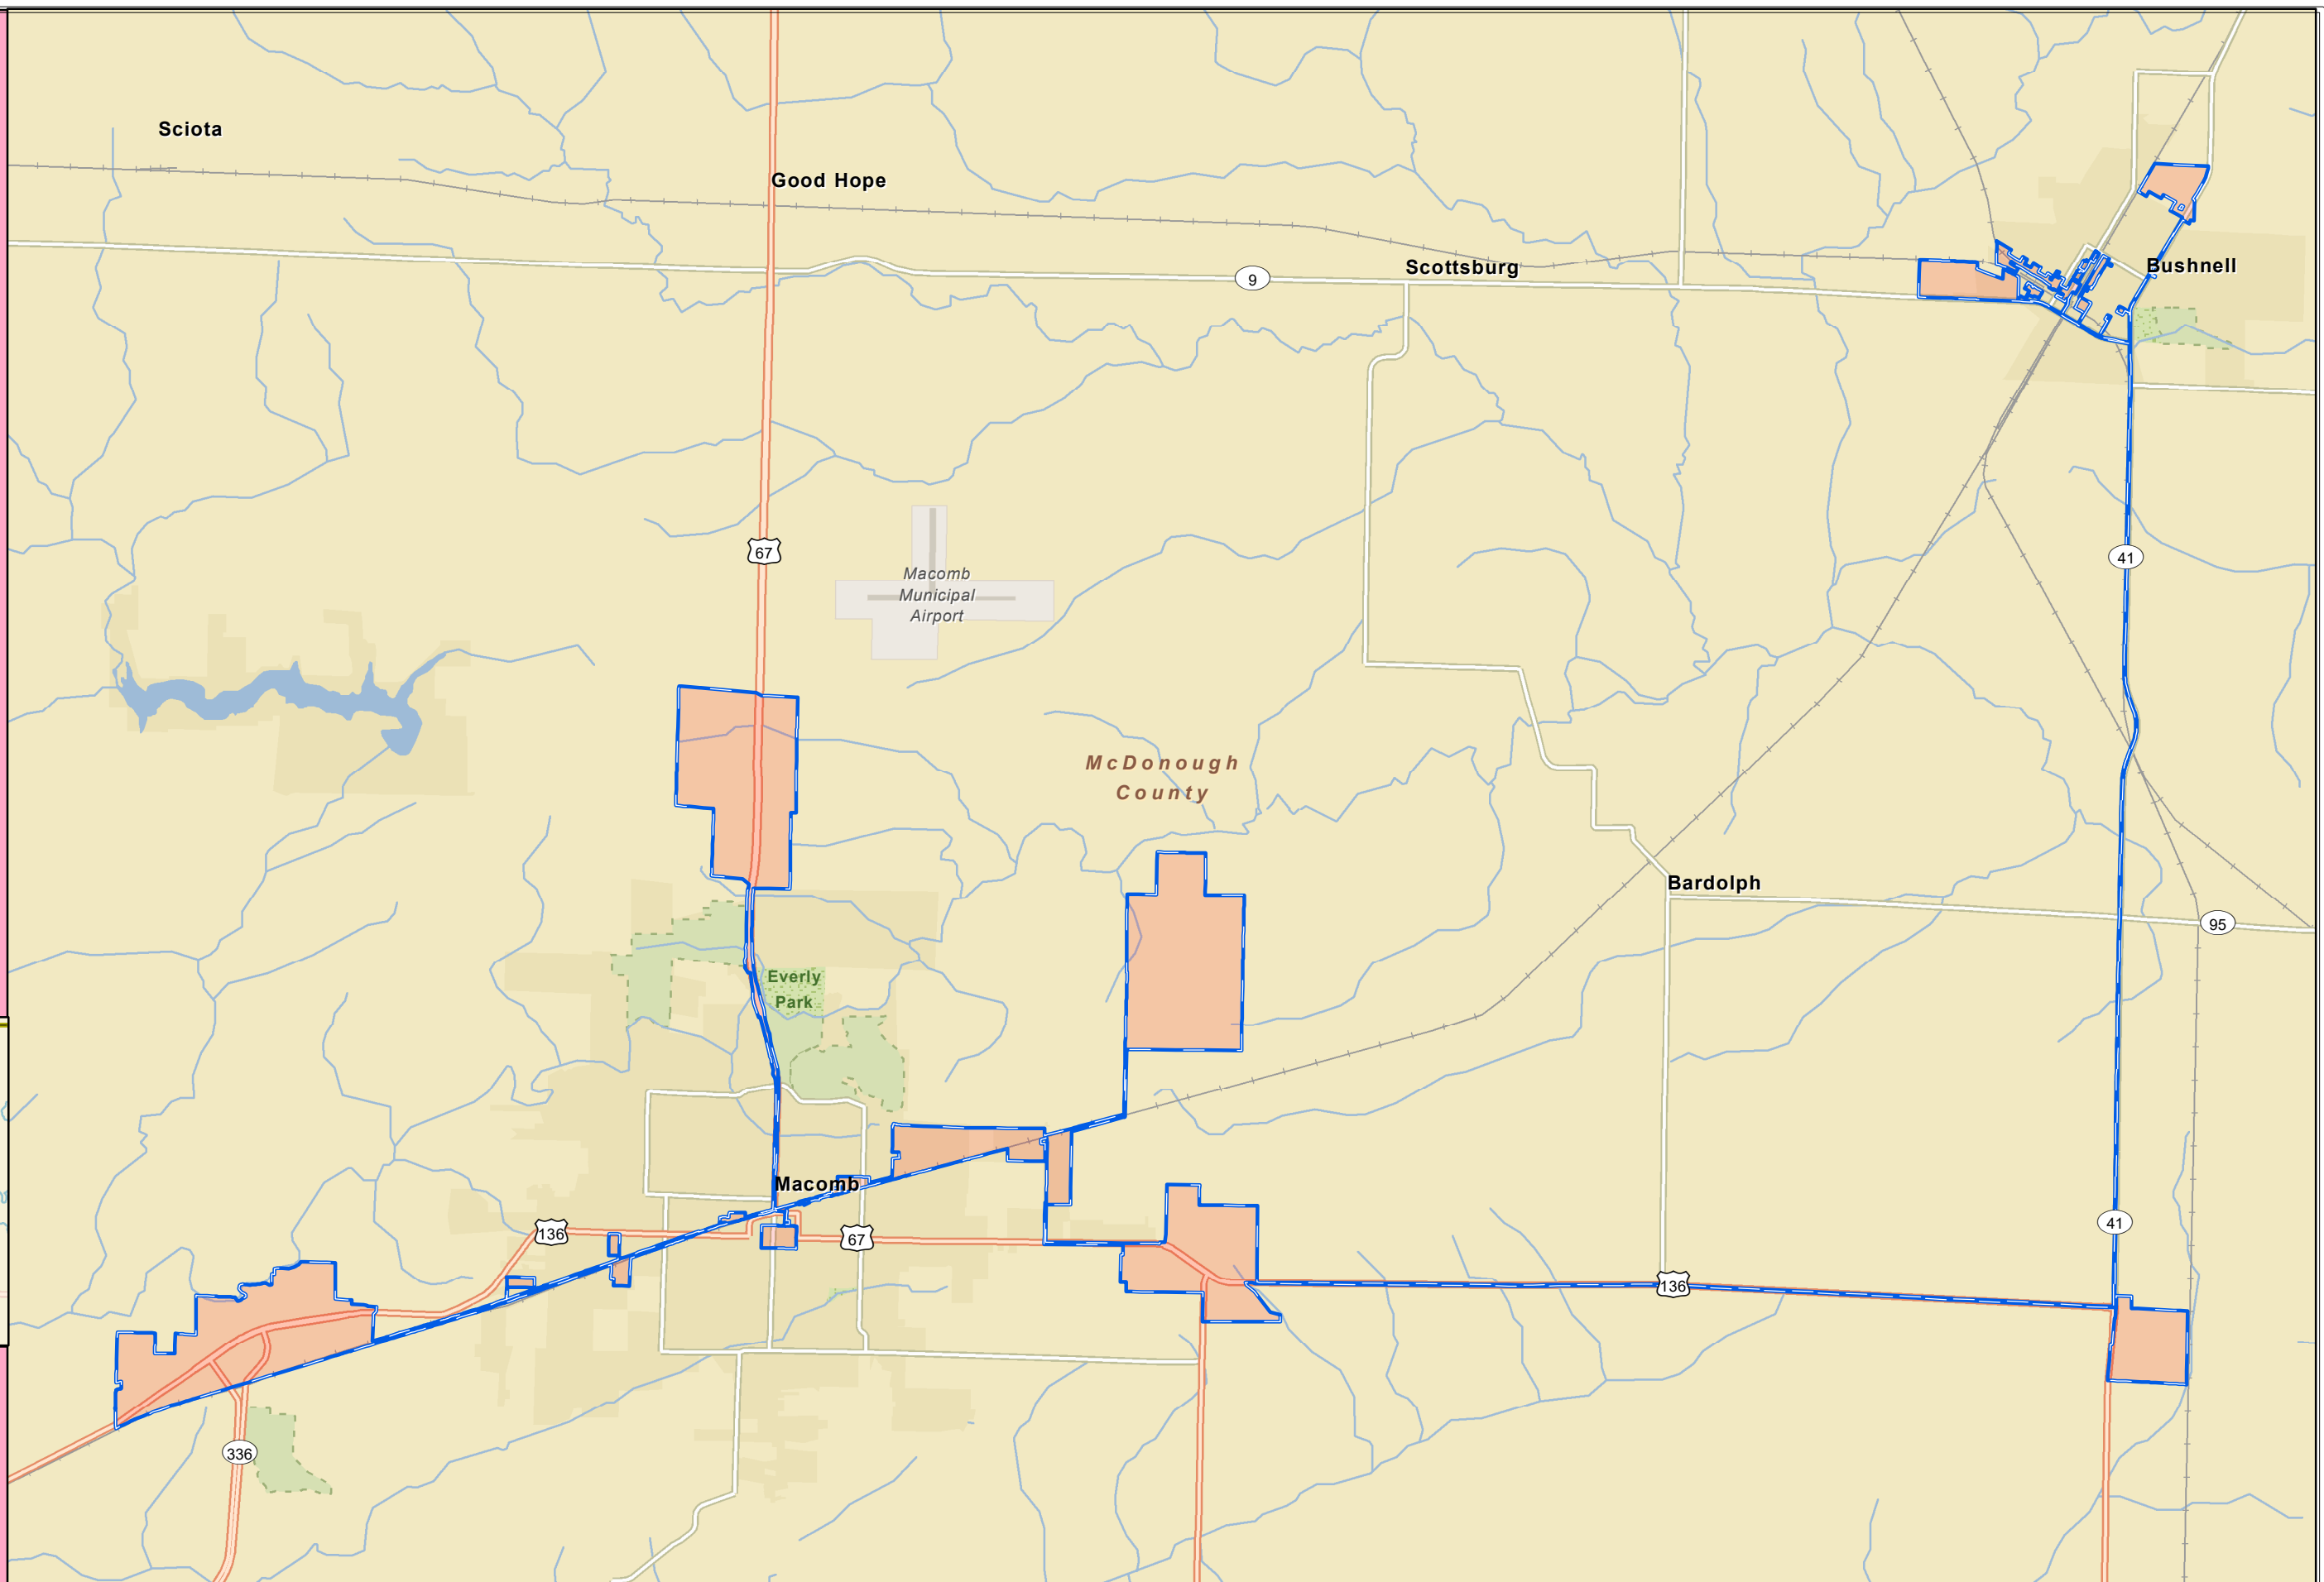 Sciota
Good Hope
9
Scottsburg
Bushnell
67
41
Macomb
Municipal
Airport
McDonough
County
Bardolph
95
Everly
Park
Macomb
136
67
41
136
336